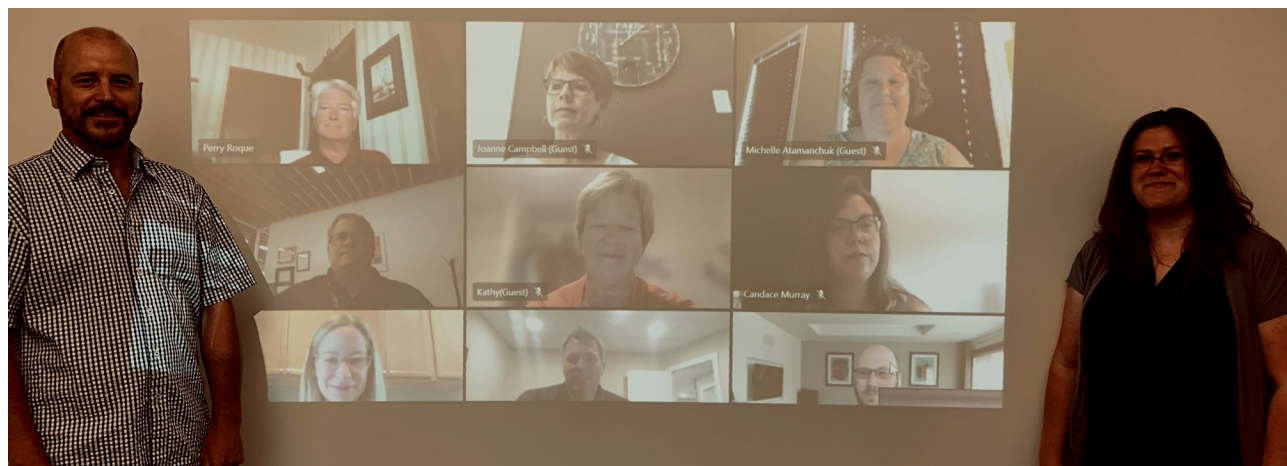 Perry Roque
Joanne Campbell (Guest)
Michelle Atamanchuk (Guest)
Kathy(Guest)
Candace Murray